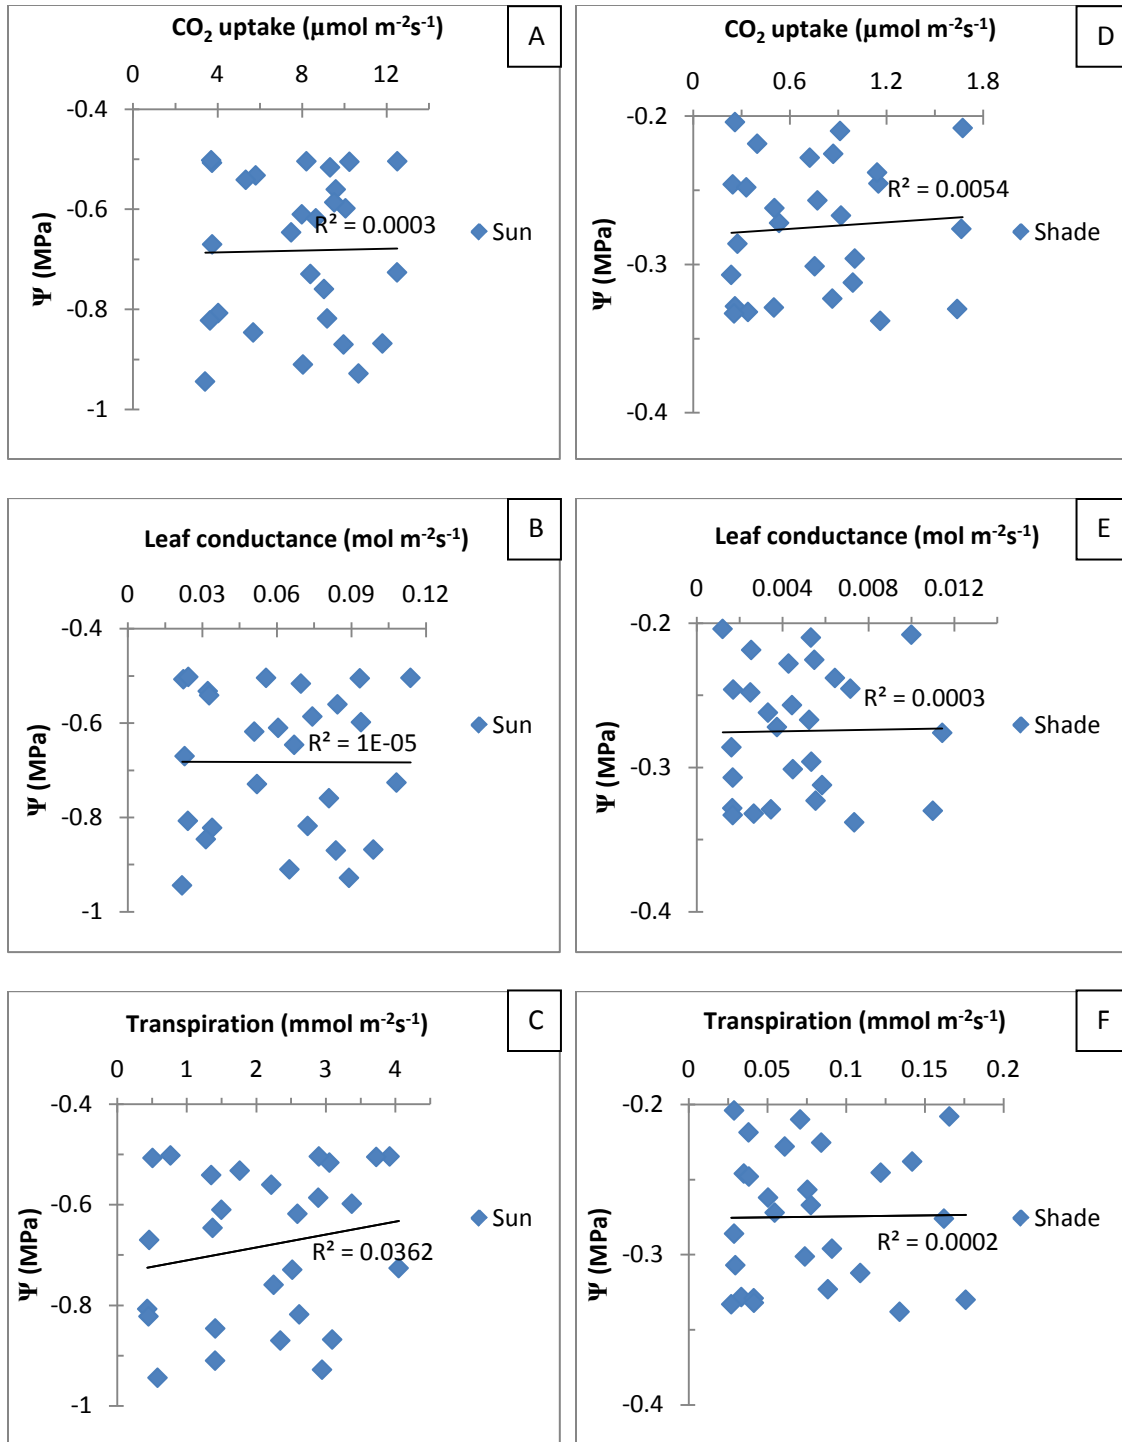 CO₂ uptake (μmol m⁻²s⁻¹)
A
0 4 8 12
-0.4
-0.6
-0.8
-1
Ψ (MPa)
R² = 0.0003
Sun
CO₂ uptake (μmol m⁻²s⁻¹)
D
0 0.6 1.2 1.8
-0.2
-0.3
-0.4
Ψ (MPa)
R² = 0.0054
Shade
Leaf conductance (mol m⁻²s⁻¹)
B
0 0.03 0.06 0.09 0.12
-0.4
-0.6
-0.8
-1
Ψ (MPa)
R² = 1E-05
Sun
Leaf conductance (mol m⁻²s⁻¹)
E
0 0.004 0.008 0.012
-0.2
-0.3
-0.4
Ψ (MPa)
R² = 0.0003
Shade
Transpiration (mmol m⁻²s⁻¹)
C
0 1 2 3 4
-0.4
-0.6
-0.8
-1
Ψ (MPa)
R² = 0.0362
Sun
Transpiration (mmol m⁻²s⁻¹)
F
0 0.05 0.1 0.15 0.2
-0.2
-0.3
-0.4
Ψ (MPa)
R² = 0.0002
Shade